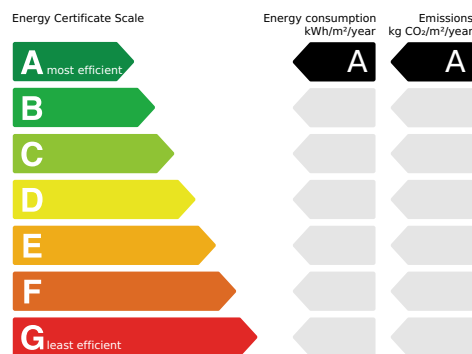 Energy Certificate Scale
Energy consumption
kWh/m²/year
Emissions
kg CO₂/m²/year
A most efficient
A
A
B
C
D
E
F
G least efficient